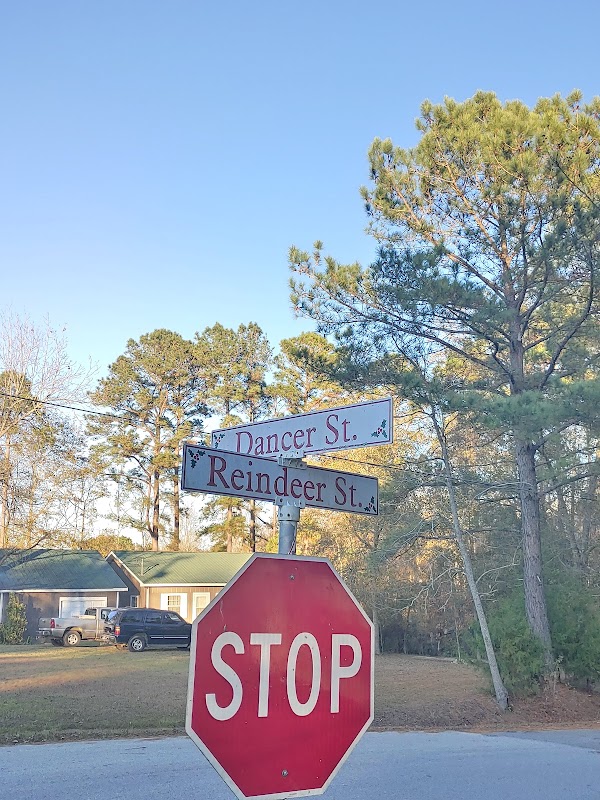 Dancer St.
Reindeer St.
STOP